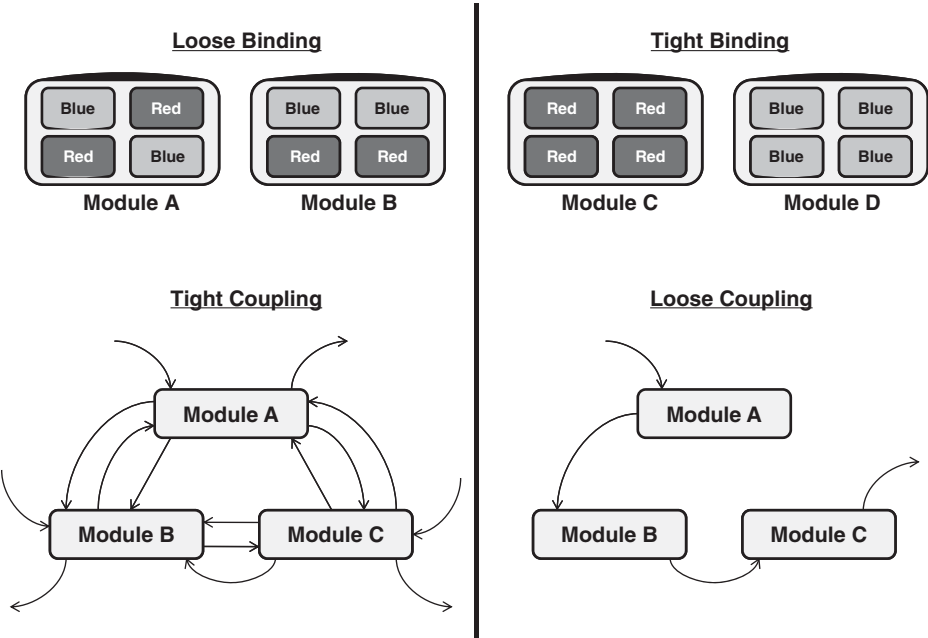 Loose Binding
Tight Binding
Blue Red
Blue Blue
Red Red
Blue Blue
Red Blue
Red Red
Red Red
Blue Blue
Module A
Module B
Module C
Module D
Tight Coupling
Loose Coupling
Module A
Module A
Module B
Module C
Module B
Module C